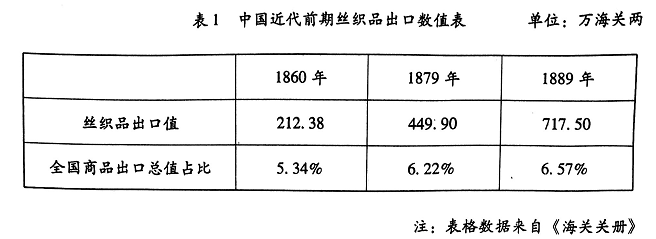 表1 中国近代前期丝织品出口数值表 单位：万海关两
1860年 1879年 1889年
丝织品出口值 212.38 449.90 717.50
全国商品出口总值占比 5.34% 6.22% 6.57%
注：表格数据来自《海关关册》